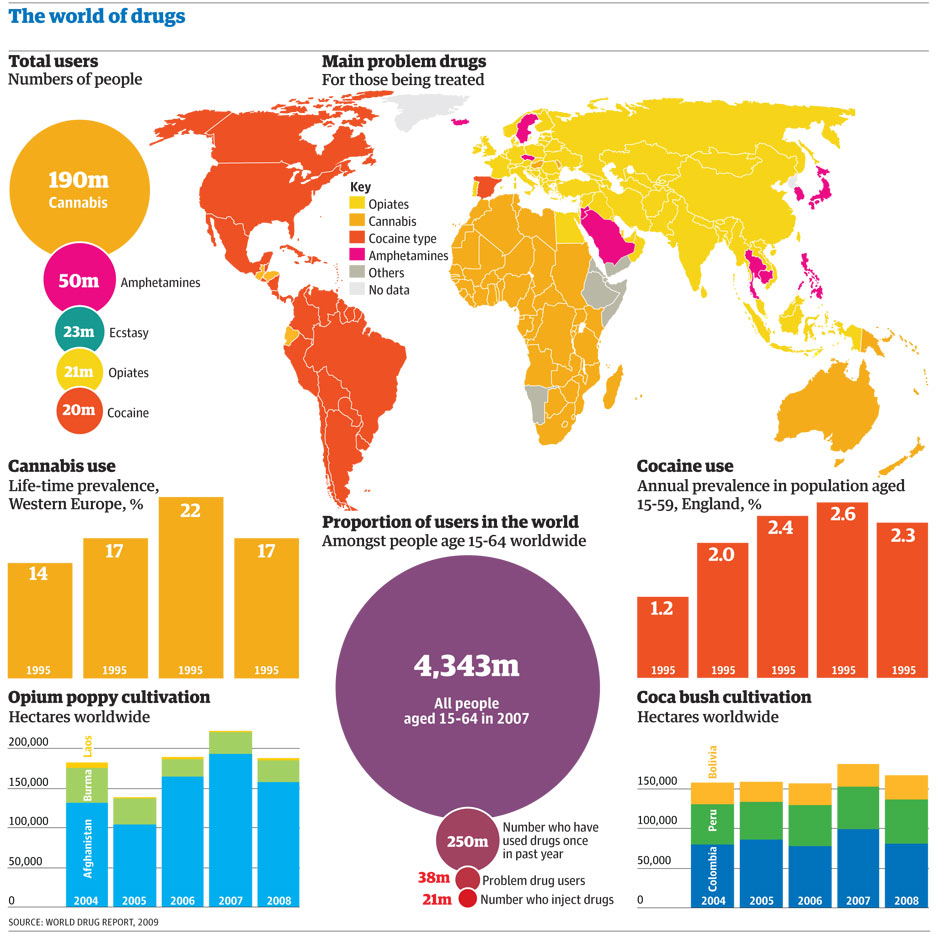 The world of drugs
Total users
Numbers of people
190m
Cannabis
50m
Amphetamines
23m
Ecstasy
21m
Opiates
20m
Cocaine
Main problem drugs
For those being treated
Key
Opiates
Cannabis
Cocaine type
Amphetamines
Others
No data
Cannabis use
Life-time prevalence,
Western Europe, %
14
17
22
17
1995
1995
1995
1995
Proportion of users in the world
Amongst people age 15-64 worldwide
4,343m
All people
aged 15-64 in 2007
250m
Number who have
used drugs once
in past year
38m
Problem drug users
21m
Number who inject drugs
Cocaine use
Annual prevalence in population aged
15-59, England, %
1.2
2.0
2.4
2.6
2.3
1995
1995
1995
1995
1995
Opium poppy cultivation
Hectares worldwide
200,000
150,000
100,000
50,000
0
Laos
Burma
Afghanistan
2004
2005
2006
2007
2008
Coca bush cultivation
Hectares worldwide
150,000
100,000
50,000
0
Bolivia
Peru
Colombia
2004
2005
2006
2007
2008
SOURCE: WORLD DRUG REPORT, 2009